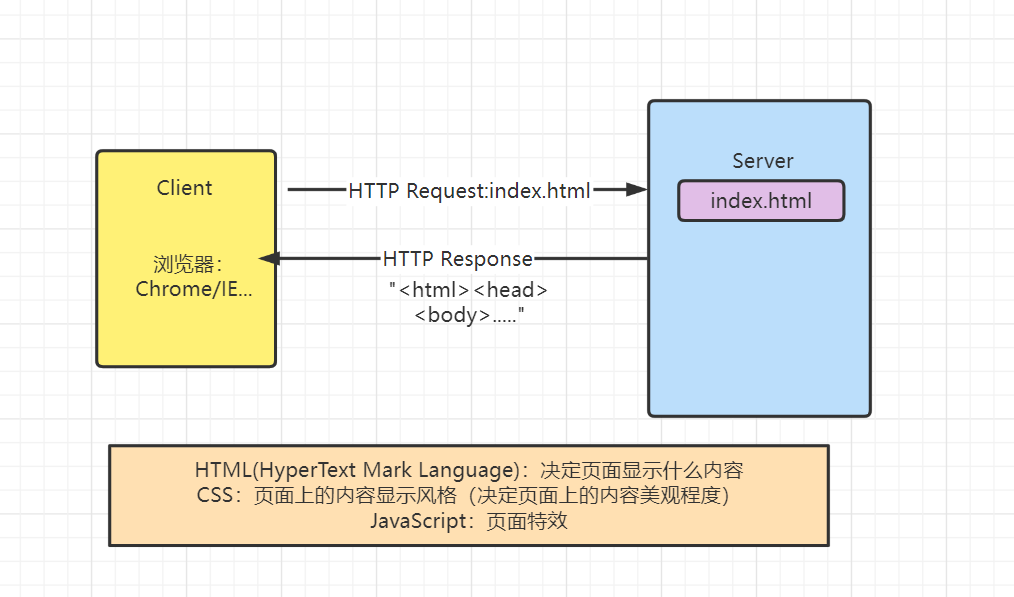 Client
浏览器：
Chrome/IE...
HTTP Request:index.html
HTTP Response
"<html><head>
<body>....."
Server
index.html
HTML(HyperText Mark Language)：决定页面显示什么内容
CSS：页面上的内容显示风格（决定页面上的内容美观程度）
JavaScript：页面特效